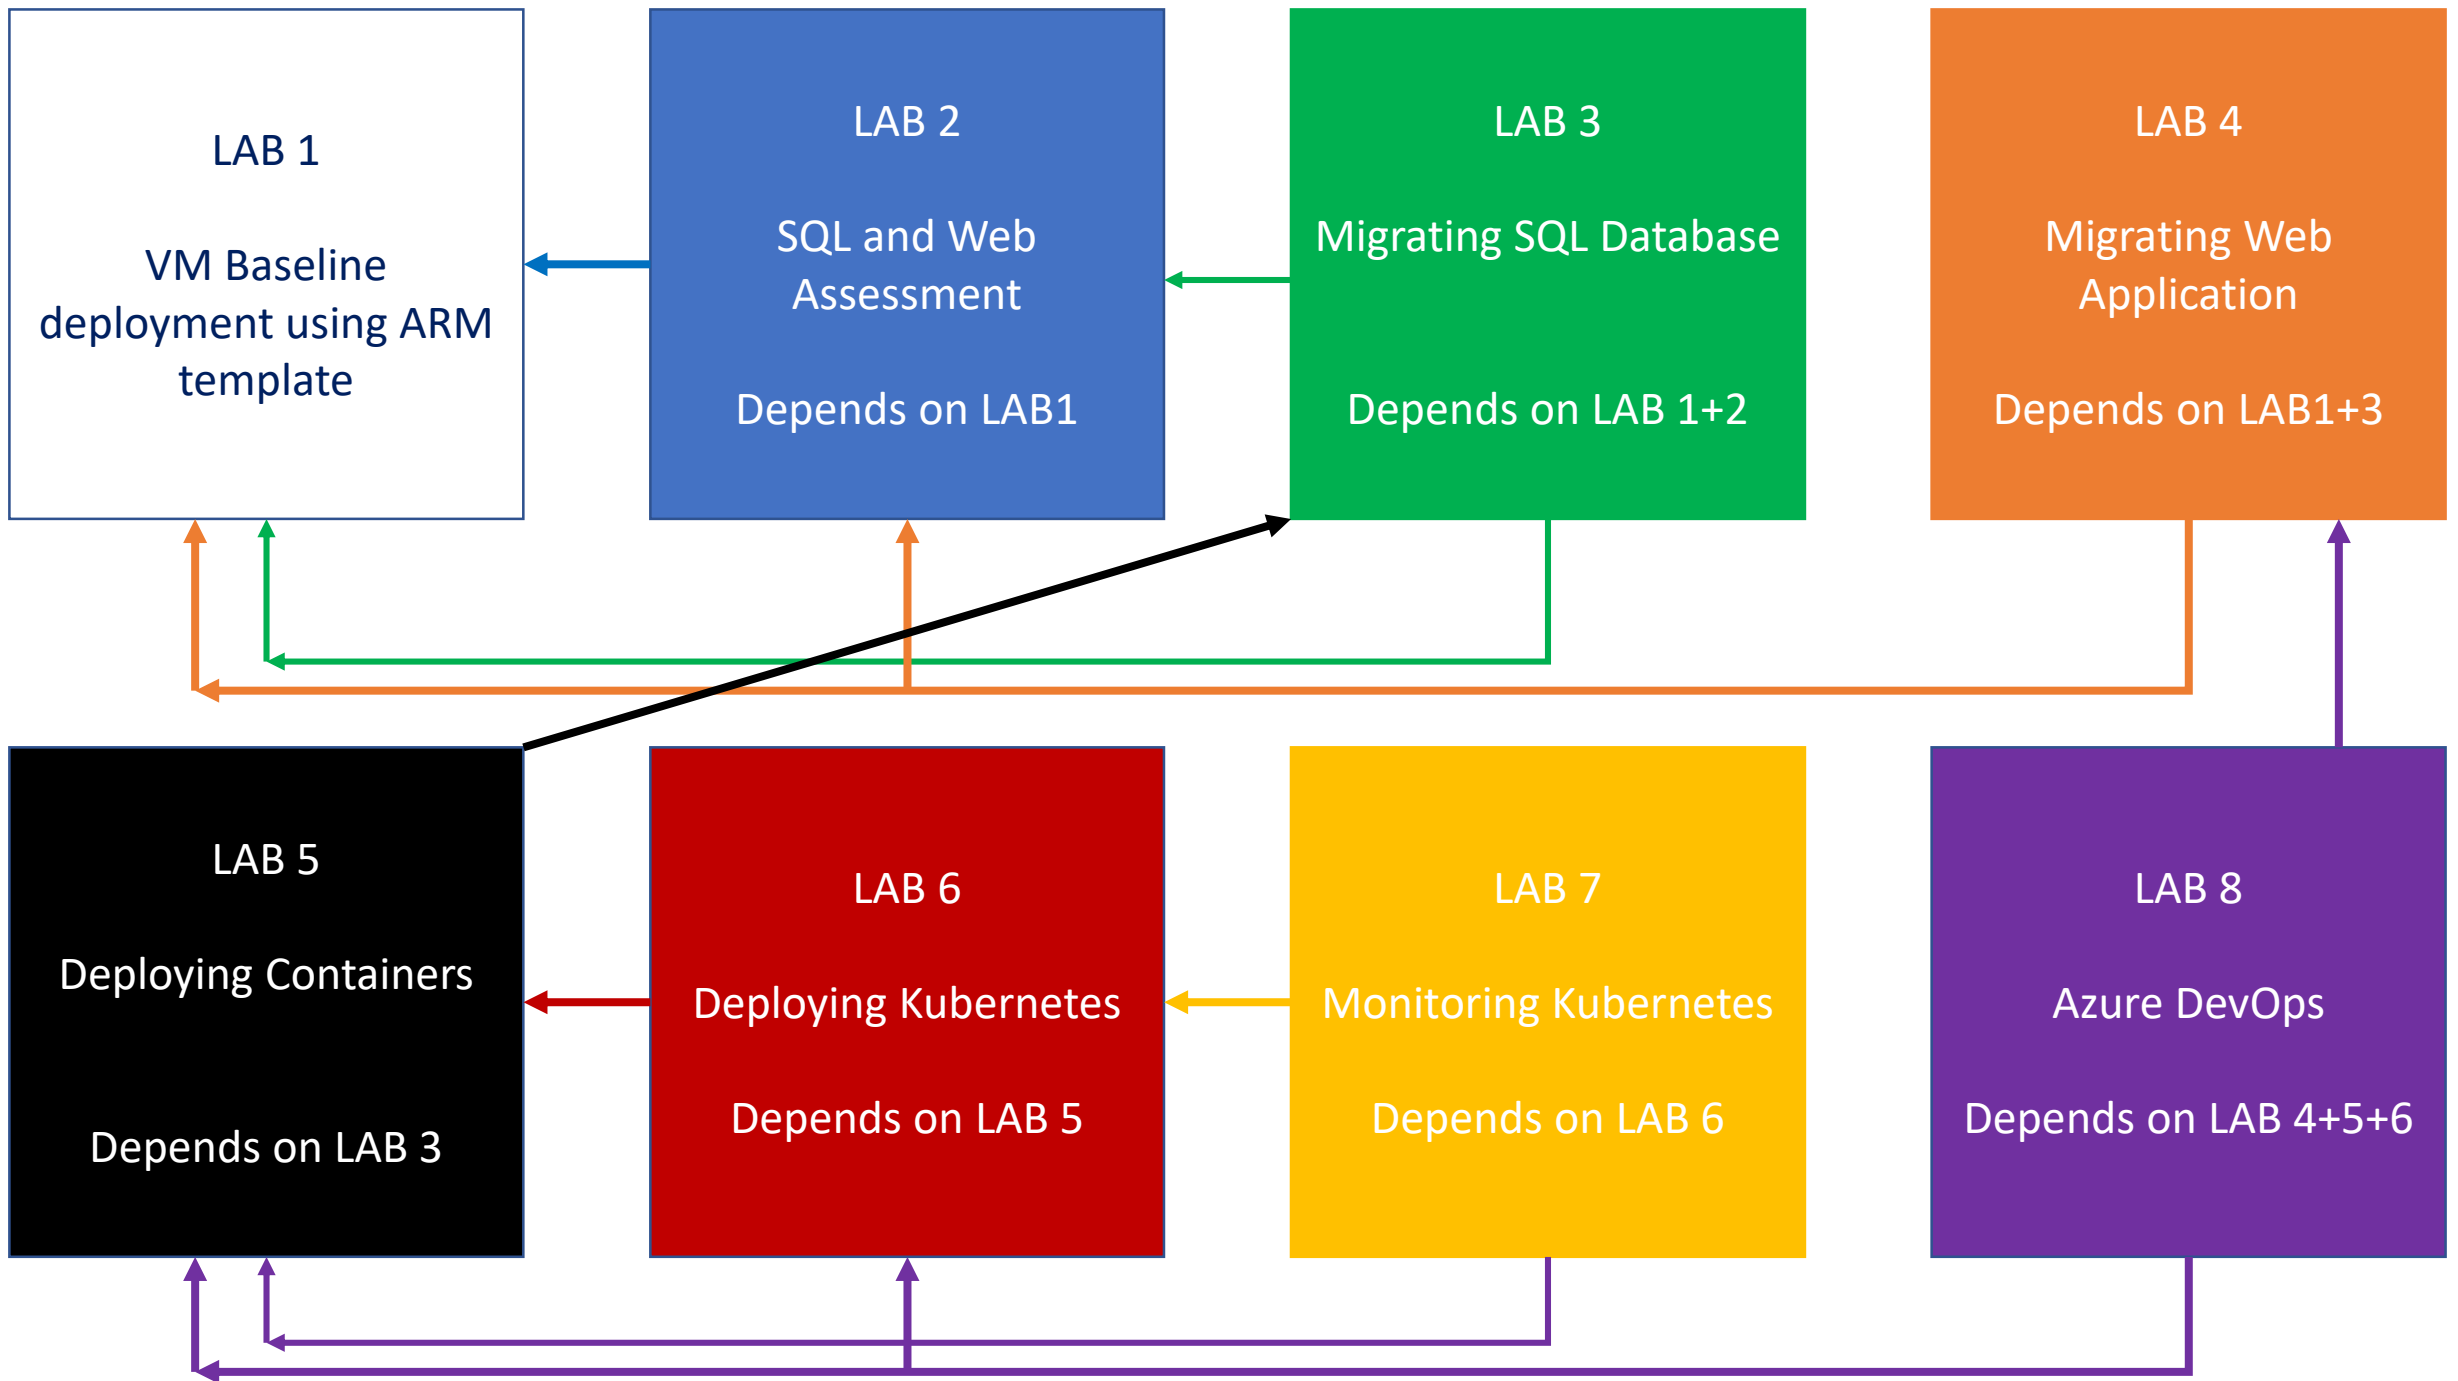 LAB 1
VM Baseline
deployment using ARM
template
LAB 2
SQL and Web
Assessment
Depends on LAB1
LAB 3
Migrating SQL Database
Depends on LAB 1+2
LAB 4
Migrating Web
Application
Depends on LAB1+3
LAB 5
Deploying Containers
Depends on LAB 3
LAB 6
Deploying Kubernetes
Depends on LAB 5
LAB 7
Monitoring Kubernetes
Depends on LAB 6
LAB 8
Azure DevOps
Depends on LAB 4+5+6